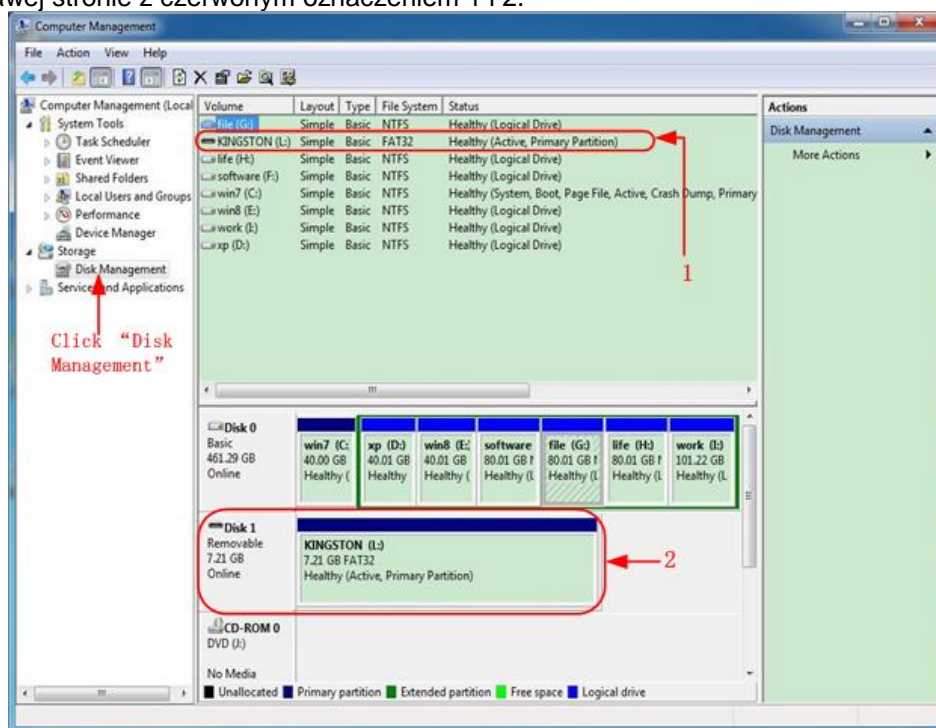 wej stronie z czerwonym oznaczeniem 1 i 2.
Computer Management
File Action View Help
Computer Management (Local
System Tools
Task Scheduler
Event Viewer
Shared Folders
Local Users and Groups
Performance
Device Manager
Storage
Disk Management
Services and Applications
Click “Disk
Management”
Volume Layout Type File System Status
file (G:) Simple Basic NTFS Healthy (Logical Drive)
KINGSTON (L:) Simple Basic FAT32 Healthy (Active, Primary Partition)
life (H:) Simple Basic NTFS Healthy (Logical Drive)
software (F:) Simple Basic NTFS Healthy (Logical Drive)
win7 (C:) Simple Basic NTFS Healthy (System, Boot, Page File, Active, Crash Dump, Primary
win8 (E:) Simple Basic NTFS Healthy (Logical Drive)
work (I:) Simple Basic NTFS Healthy (Logical Drive)
xp (D:) Simple Basic NTFS Healthy (Logical Drive)
1
Actions
Disk Management
More Actions
Disk 0
Basic
461.29 GB
Online
win7 (C: xp (D:) win8 (E: software file (G:) life (H:) work (I:)
40.00 GB 40.01 GB 40.01 GB 80.01 GB 80.01 GB 80.01 GB 101.22 GB
Healthy ( Healthy Healthy ( Healthy (L Healthy (L Healthy (L Healthy (L
Disk 1
Removable
7.21 GB
Online
KINGSTON (L:)
7.21 GB FAT32
Healthy (Active, Primary Partition)
2
CD-ROM 0
DVD (J:)
No Media
Unallocated Primary partition Extended partition Free space Logical drive